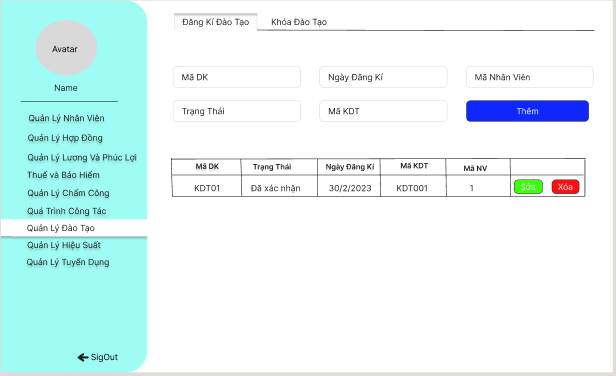 Avatar
Name
Quản Lý Nhân Viên
Quản Lý Hợp Đồng
Quản Lý Lương Và Phúc Lợi
Thuế và Bảo Hiểm
Quản Lý Chấm Công
Quá Trình Công Tác
Quản Lý Đào Tạo
Quản Lý Hiệu Suất
Quản Lý Tuyển Dụng
SigOut
Đăng Kí Đào Tạo Khóa Đào Tạo
Mã DK Ngày Đăng Kí Mã Nhân Viên
Trạng Thái Mã KDT Thêm
Mã DK Trạng Thái Ngày Đăng Kí Mã KDT Mã NV
KDT01 Đã xác nhận 30/2/2023 KDT001 1 Sửa Xóa